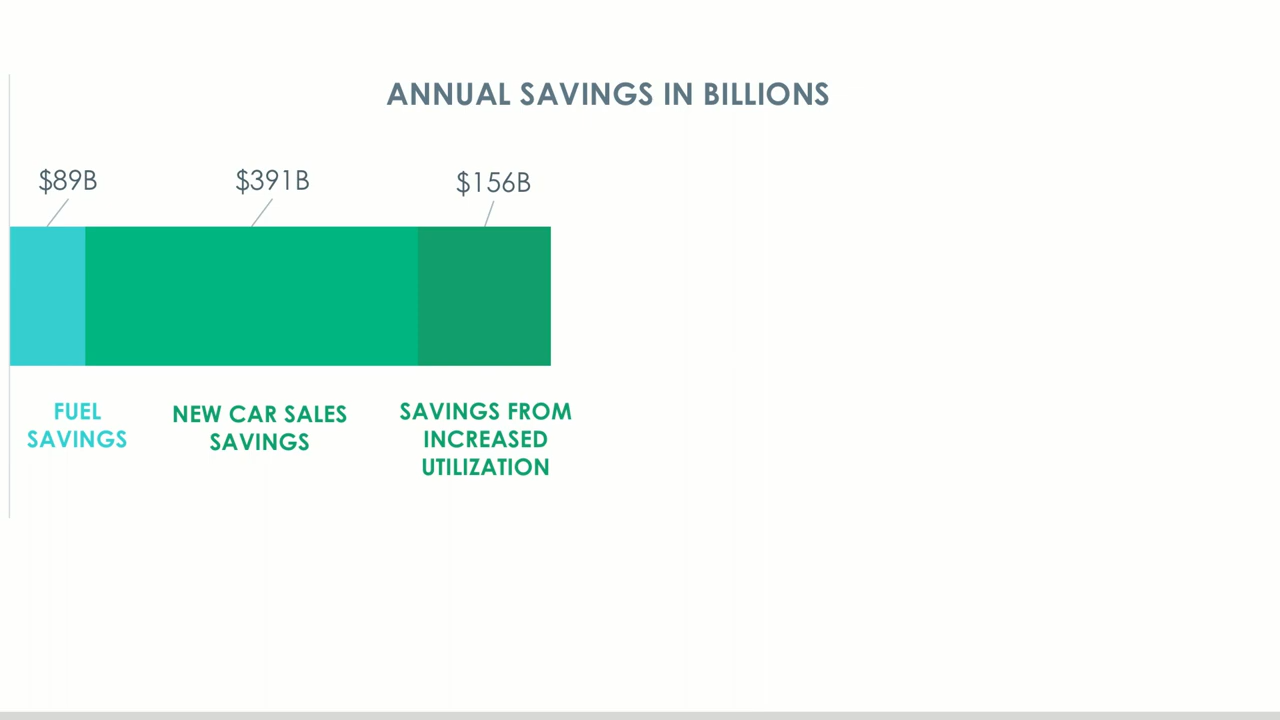 ANNUAL SAVINGS IN BILLIONS
$89B
$391B
$156B
FUEL
SAVINGS
NEW CAR SALES
SAVINGS
SAVINGS FROM
INCREASED
UTILIZATION